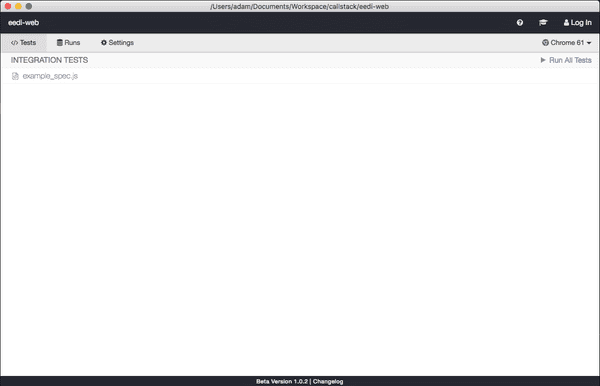 /Users/adam/Documents/Workspace/callstack/eedi-web
eedi-web Log In
</> Tests Runs Settings Chrome 61
INTEGRATION TESTS Run All Tests
example_spec.js
Beta Version 1.0.2 | Changelog